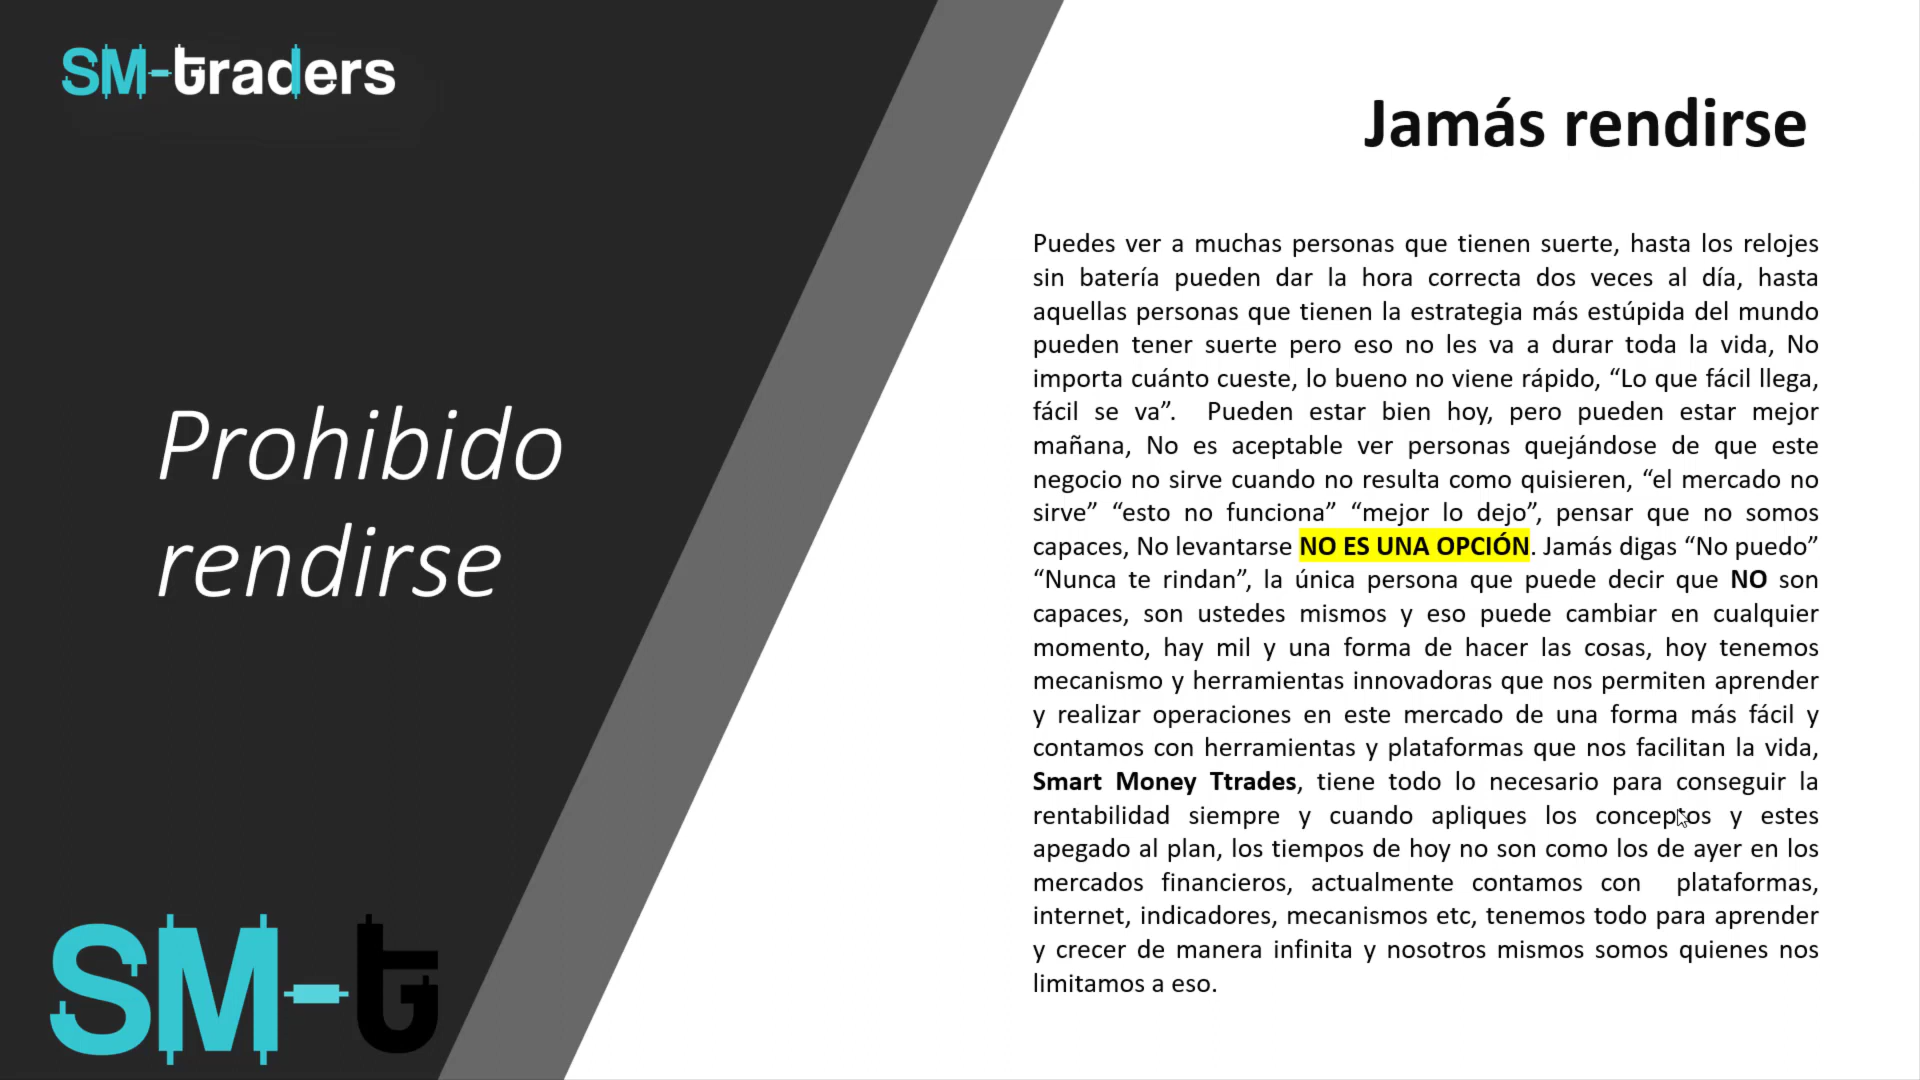 SM-traders
Jamás rendirse
Puedes ver a muchas personas que tienen suerte, hasta los relojes
sin batería pueden dar la hora correcta dos veces al día, hasta
aquellas personas que tienen la estrategia más estúpida del mundo
pueden tener suerte pero eso no les va a durar toda la vida, No
importa cuánto cueste, lo bueno no viene rápido, “Lo que fácil llega,
fácil se va”.  Pueden estar bien hoy, pero pueden estar mejor
mañana, No es aceptable ver personas quejándose de que este
negocio no sirve cuando no resulta como quisieren, “el mercado no
sirve” “esto no funciona” “mejor lo dejo”, pensar que no somos
capaces, No levantarse NO ES UNA OPCIÓN. Jamás digas “No puedo”
“Nunca te rindan”, la única persona que puede decir que NO son
capaces, son ustedes mismos y eso puede cambiar en cualquier
momento, hay mil y una forma de hacer las cosas, hoy tenemos
mecanismo y herramientas innovadoras que nos permiten aprender
y realizar operaciones en este mercado de una forma más fácil y
contamos con herramientas y plataformas que nos facilitan la vida,
Smart Money Ttrades, tiene todo lo necesario para conseguir la
rentabilidad siempre y cuando apliques los conceptos y estes
apegado al plan, los tiempos de hoy no son como los de ayer en los
mercados financieros, actualmente contamos con  plataformas,
internet, indicadores, mecanismos etc, tenemos todo para aprender
y crecer de manera infinita y nosotros mismos somos quienes nos
limitamos a eso.
Prohibido
rendirse
SM-t